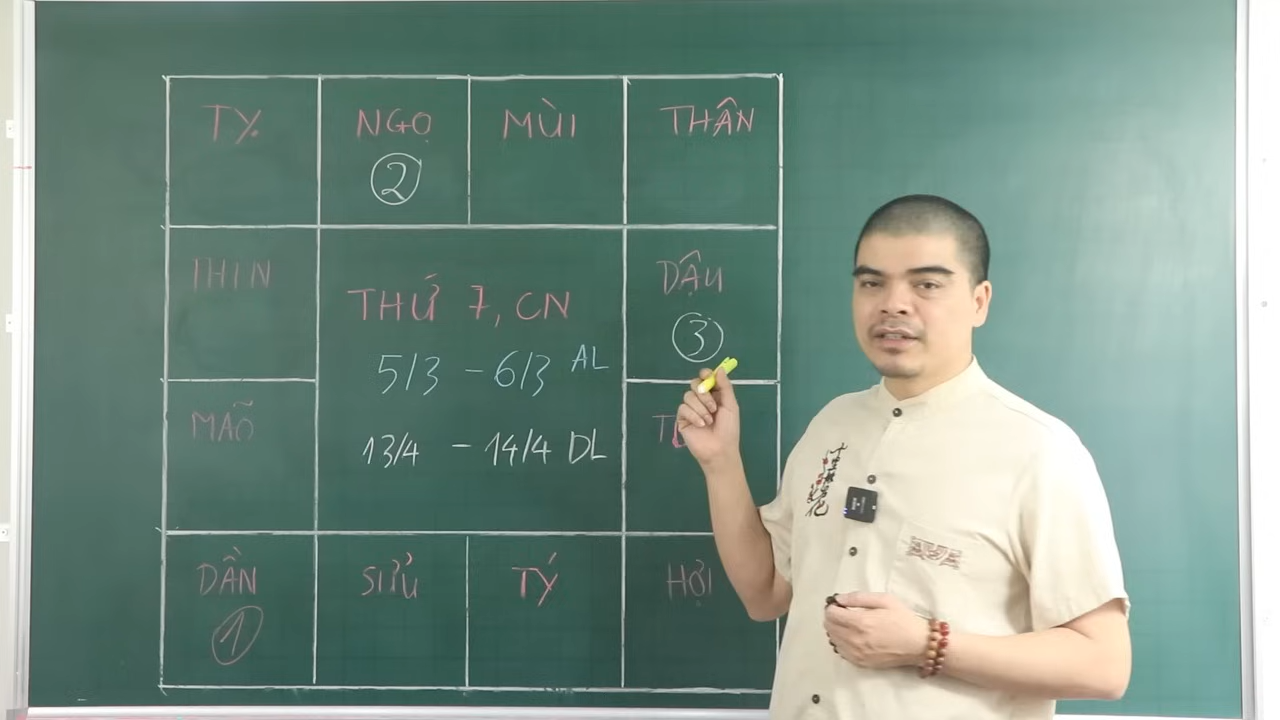 TỴ
NGỌ
MÙI
THÂN
2
THÌN
DẬU
3
THỨ 7, CN
5/3 - 6/3 AL
MÃO
13/4 - 14/4 DL
DẦN
SỬU
TÝ
HỢI
1